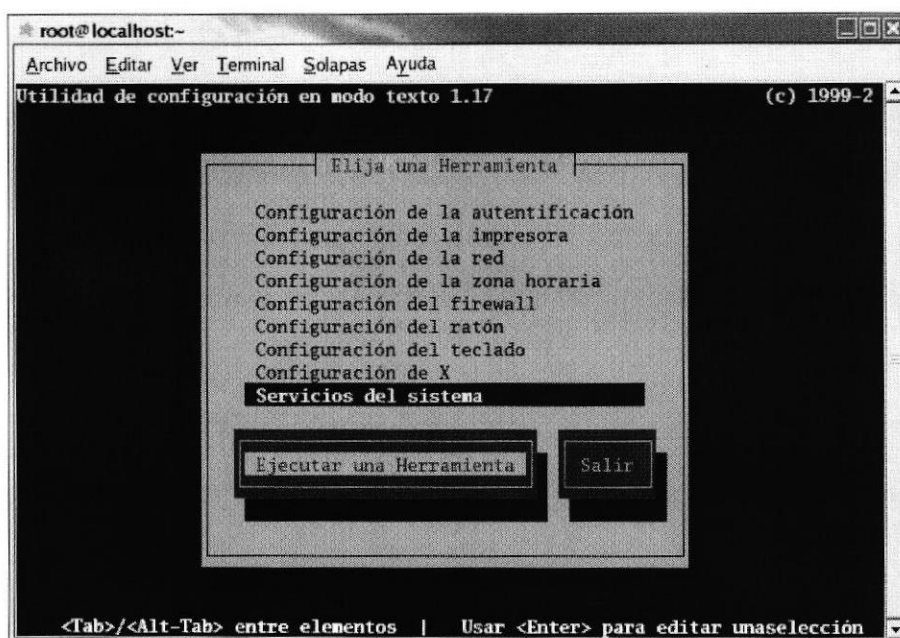 root@localhost:~
Archivo Editar Ver Terminal Solapas Ayuda
Utilidad de configuración en modo texto 1.17 (c) 1999-2
Elija una Herramienta
Configuración de la autentificación
Configuración de la impresora
Configuración de la red
Configuración de la zona horaria
Configuración del firewall
Configuración del ratón
Configuración del teclado
Configuración de X
Servicios del sistema
Ejecutar una Herramienta Salir
<Tab>/<Alt-Tab> entre elementos | Usar <Enter> para editar unaselección